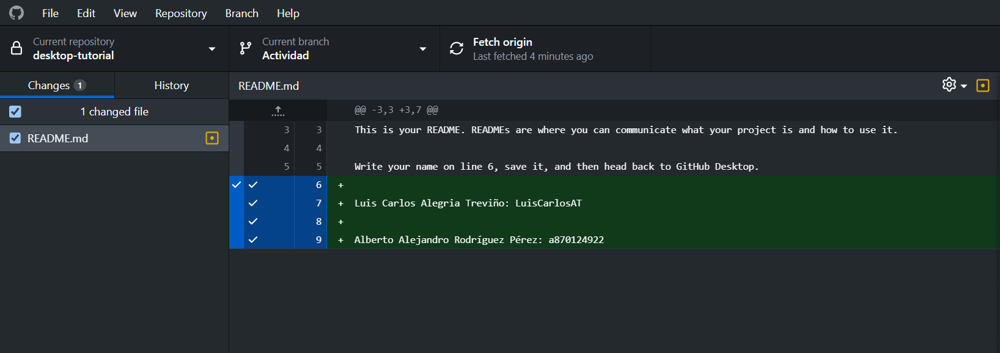 File Edit View Repository Branch Help
Current repository
desktop-tutorial
Current branch
Actividad
Fetch origin
Last fetched 4 minutes ago
Changes 1
History
README.md
1 changed file
README.md
@@ -3,3 +3,7 @@
3 3 This is your README. READMEs are where you can communicate what your project is and how to use it.
4 4
5 5 Write your name on line 6, save it, and then head back to GitHub Desktop.
6 +
7 + Luis Carlos Alegria Treviño: LuisCarlosAT
8 +
9 + Alberto Alejandro Rodríguez Pérez: a870124922